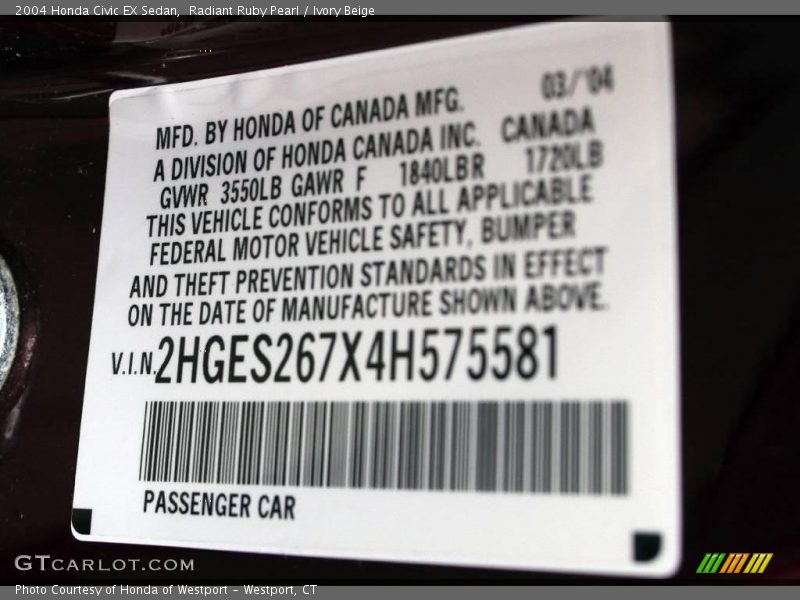 2004 Honda Civic EX Sedan,  Radiant Ruby Pearl / Ivory Beige
03/'04
MFD. BY HONDA OF CANADA MFG.
A DIVISION OF HONDA CANADA INC. CANADA
GVWR 3550LB GAWR F 1840LBR 1720LB
THIS VEHICLE CONFORMS TO ALL APPLICABLE
FEDERAL MOTOR VEHICLE SAFETY, BUMPER
AND THEFT PREVENTION STANDARDS IN EFFECT
ON THE DATE OF MANUFACTURE SHOWN ABOVE.
V.I.N. 2HGES267X4H575581
PASSENGER CAR
GTCARLOT.COM
Photo Courtesy of Honda of Westport - Westport, CT